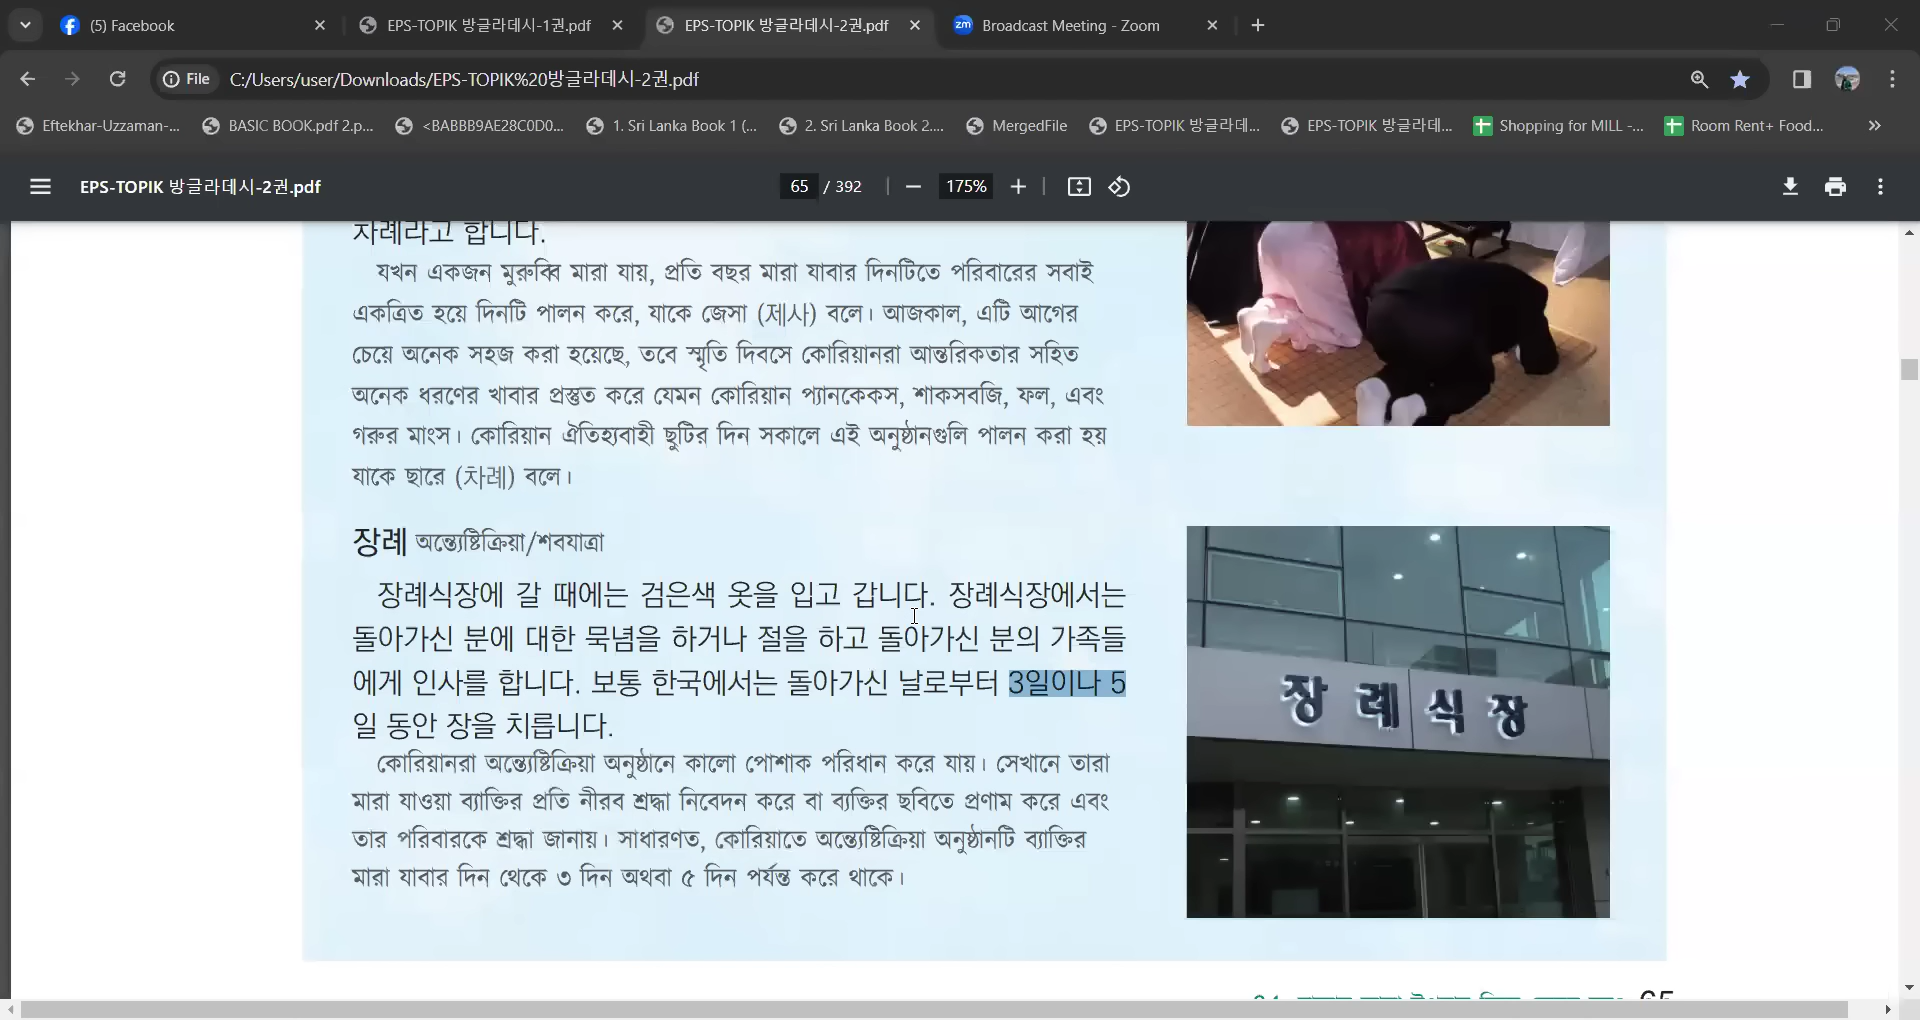 (5) Facebook
EPS-TOPIK 방글라데시-1권.pdf
EPS-TOPIK 방글라데시-2권.pdf
zm
Broadcast Meeting - Zoom
File
C:/Users/user/Downloads/EPS-TOPIK%20방글라데시-2권.pdf
Eftekhar-Uzzaman-...
BASIC BOOK.pdf 2.p...
<BABBB9AE28C0D0...
1. Sri Lanka Book 1 (...
2. Sri Lanka Book 2....
MergedFile
EPS-TOPIK 방글라데...
EPS-TOPIK 방글라데...
Shopping for MILL -...
Room Rent+ Food...
EPS-TOPIK 방글라데시-2권.pdf
65 / 392
175%
차례라고 합니다.
যখন একজন মুরুব্বি মারা যায়, প্রতি বছর মারা যাবার দিনটিতে পরিবারের সবাই
একত্রিত হয়ে দিনটি পালন করে, যাকে জেসা (제사) বলে। আজকাল, এটি আগের
চেয়ে অনেক সহজ করা হয়েছে, তবে স্মৃতি দিবসে কোরিয়ানরা আন্তরিকতার সহিত
অনেক ধরণের খাবার প্রস্তুত করে যেমন কোরিয়ান প্যানকেকস, শাকসবজি, ফল, এবং
গরুর মাংস। কোরিয়ান ঐতিহ্যবাহী ছুটির দিন সকালে এই অনুষ্ঠানগুলি পালন করা হয়
যাকে ছারে (차례) বলে।
장례 অন্ত্যেষ্টিক্রিয়া/শবযাত্রা
장례식장에 갈 때에는 검은색 옷을 입고 갑니다. 장례식장에서는
돌아가신 분에 대한 묵념을 하거나 절을 하고 돌아가신 분의 가족들
에게 인사를 합니다. 보통 한국에서는 돌아가신 날로부터 3일이나 5
일 동안 장을 치릅니다.
কোরিয়ানরা অন্ত্যেষ্টিক্রিয়া অনুষ্ঠানে কালো পোশাক পরিধান করে যায়। সেখানে তারা
মারা যাওয়া ব্যাক্তির প্রতি নীরব শ্রদ্ধা নিবেদন করে বা ব্যক্তির ছবিতে প্রণাম করে এবং
তার পরিবারকে শ্রদ্ধা জানায়। সাধারণত, কোরিয়াতে অন্ত্যেষ্টিক্রিয়া অনুষ্ঠানটি ব্যাক্তির
মারা যাবার দিন থেকে ৩ দিন অথবা ৫ দিন পর্যন্ত করে থাকে।
장례식장
65